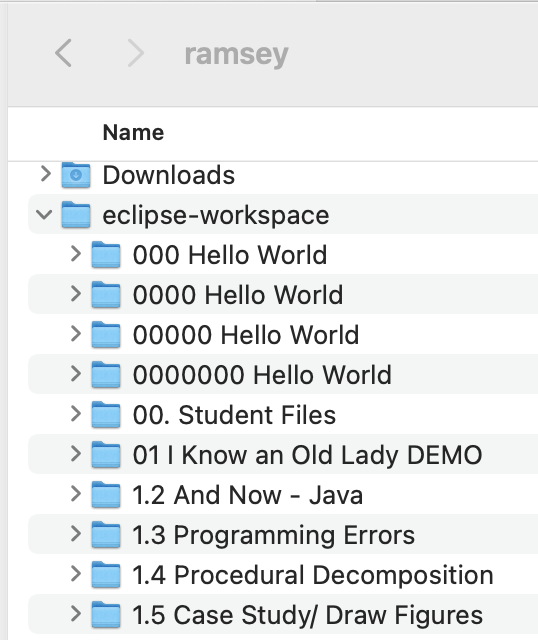 ramsey
Name
Downloads
eclipse-workspace
000 Hello World
0000 Hello World
00000 Hello World
0000000 Hello World
00. Student Files
01 I Know an Old Lady DEMO
1.2 And Now - Java
1.3 Programming Errors
1.4 Procedural Decomposition
1.5 Case Study/ Draw Figures